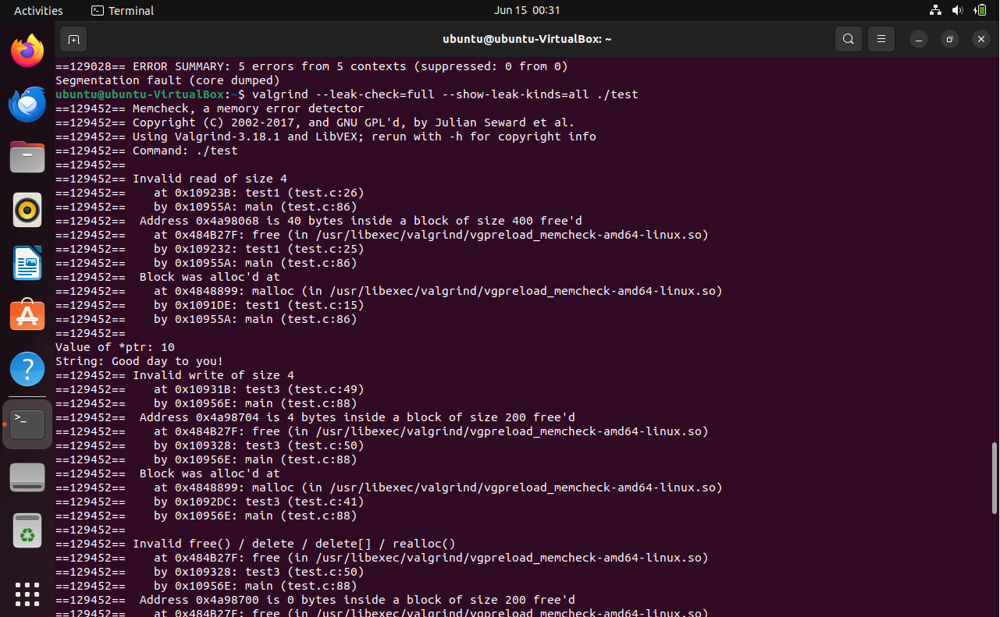 Activities
Terminal
Jun 15 00:31
ubuntu@ubuntu-VirtualBox: ~
==129028== ERROR SUMMARY: 5 errors from 5 contexts (suppressed: 0 from 0)
Segmentation fault (core dumped)
ubuntu@ubuntu-VirtualBox:~$ valgrind --leak-check=full --show-leak-kinds=all ./test
==129452== Memcheck, a memory error detector
==129452== Copyright (C) 2002-2017, and GNU GPL'd, by Julian Seward et al.
==129452== Using Valgrind-3.18.1 and LibVEX; rerun with -h for copyright info
==129452== Command: ./test
==129452==
==129452== Invalid read of size 4
==129452==    at 0x10923B: test1 (test.c:26)
==129452==    by 0x10955A: main (test.c:86)
==129452==  Address 0x4a98068 is 40 bytes inside a block of size 400 free'd
==129452==    at 0x484B27F: free (in /usr/libexec/valgrind/vgpreload_memcheck-amd64-linux.so)
==129452==    by 0x109232: test1 (test.c:25)
==129452==    by 0x10955A: main (test.c:86)
==129452==  Block was alloc'd at
==129452==    at 0x4848899: malloc (in /usr/libexec/valgrind/vgpreload_memcheck-amd64-linux.so)
==129452==    by 0x1091DE: test1 (test.c:15)
==129452==    by 0x10955A: main (test.c:86)
==129452==
Value of *ptr: 10
String: Good day to you!
==129452== Invalid write of size 4
==129452==    at 0x10931B: test3 (test.c:49)
==129452==    by 0x10956E: main (test.c:88)
==129452==  Address 0x4a98704 is 4 bytes inside a block of size 200 free'd
==129452==    at 0x484B27F: free (in /usr/libexec/valgrind/vgpreload_memcheck-amd64-linux.so)
==129452==    by 0x109328: test3 (test.c:50)
==129452==    by 0x10956E: main (test.c:88)
==129452==  Block was alloc'd at
==129452==    at 0x4848899: malloc (in /usr/libexec/valgrind/vgpreload_memcheck-amd64-linux.so)
==129452==    by 0x1092DC: test3 (test.c:41)
==129452==    by 0x10956E: main (test.c:88)
==129452==
==129452== Invalid free() / delete / delete[] / realloc()
==129452==    at 0x484B27F: free (in /usr/libexec/valgrind/vgpreload_memcheck-amd64-linux.so)
==129452==    by 0x109328: test3 (test.c:50)
==129452==    by 0x10956E: main (test.c:88)
==129452==  Address 0x4a98700 is 0 bytes inside a block of size 200 free'd
==129452==    at 0x484B27F: free (in /usr/libexec/valgrind/vgpreload_memcheck-amd64-linux.so)